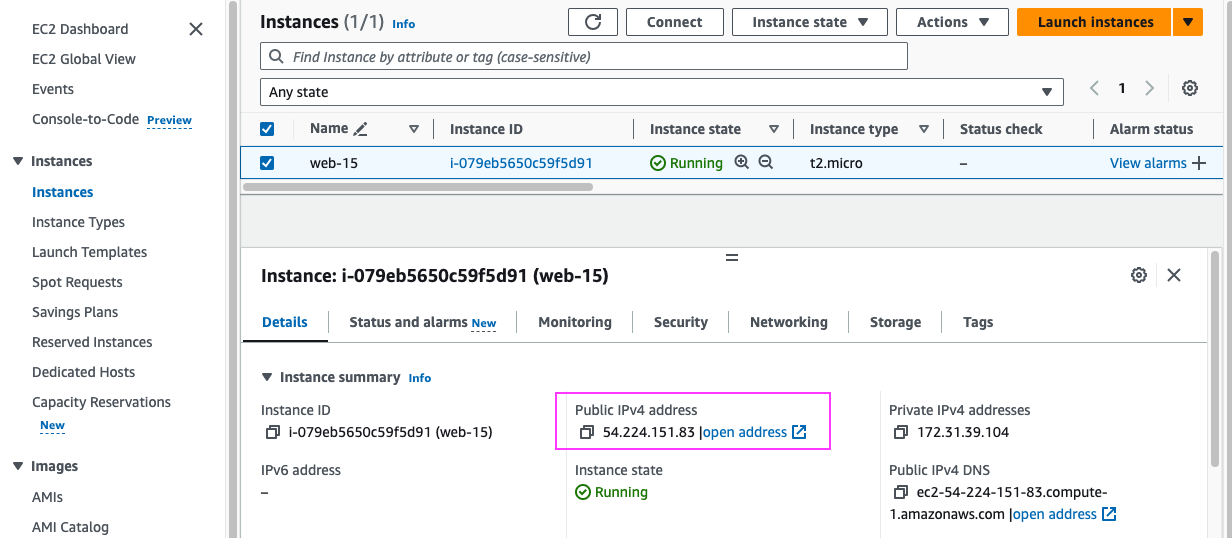 EC2 Dashboard
EC2 Global View
Events
Console-to-Code Preview
Instances
Instances
Instance Types
Launch Templates
Spot Requests
Savings Plans
Reserved Instances
Dedicated Hosts
Capacity Reservations
New
Images
AMIs
AMI Catalog
Instances (1/1) Info
Connect
Instance state
Actions
Launch instances
Find Instance by attribute or tag (case-sensitive)
Any state
1
Name Instance ID Instance state Instance type Status check Alarm status
web-15 i-079eb5650c59f5d91 Running t2.micro – View alarms +
Instance: i-079eb5650c59f5d91 (web-15)
Details Status and alarms New Monitoring Security Networking Storage Tags
Instance summary Info
Instance ID
i-079eb5650c59f5d91 (web-15)
Public IPv4 address
54.224.151.83 |open address
Private IPv4 addresses
172.31.39.104
IPv6 address
–
Instance state
Running
Public IPv4 DNS
ec2-54-224-151-83.compute-
1.amazonaws.com |open address